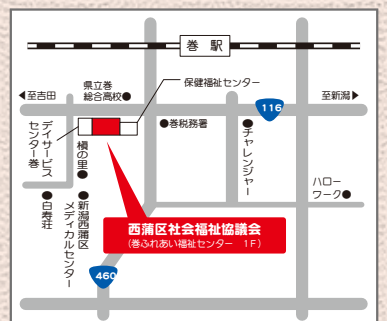 巻 駅
県立巻
総合高校●
保健福祉センター
◀至吉田
至新潟▶
116
●巻税務署
デイサービス
センター巻
槇の里●
●チャレンジャー
●白寿荘
●新潟西蒲区
メディカルセンター
ハロー
ワーク●
西蒲区社会福祉協議会
(巻ふれあい福祉センター 1F)
460